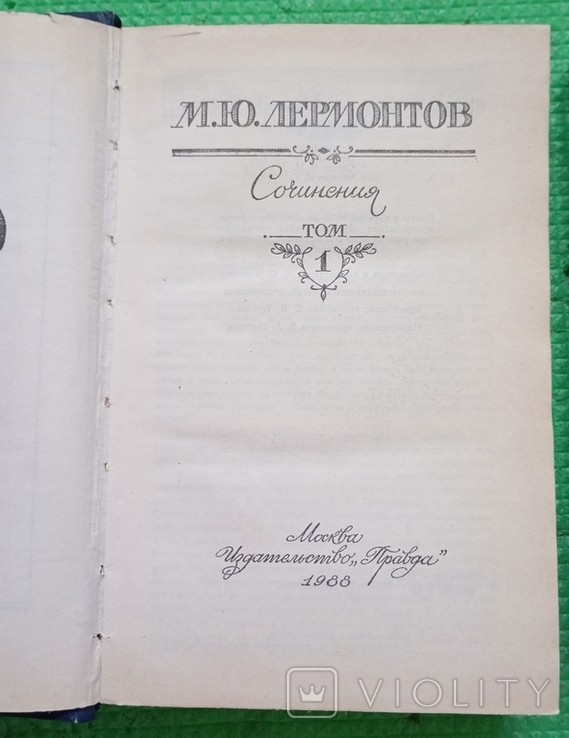 М.Ю.ЛЕРМОНТОВ
Сочинения
ТОМ
1
Москва
Издательство „Правда"
1988
VIOLITY